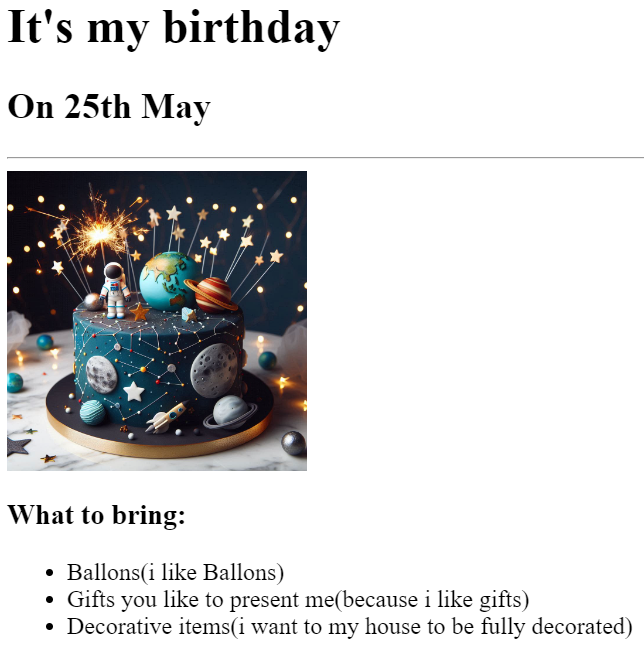 It's my birthday
On 25th May
What to bring:
Ballons(i like Ballons)
Gifts you like to present me(because i like gifts)
Decorative items(i want to my house to be fully decorated)